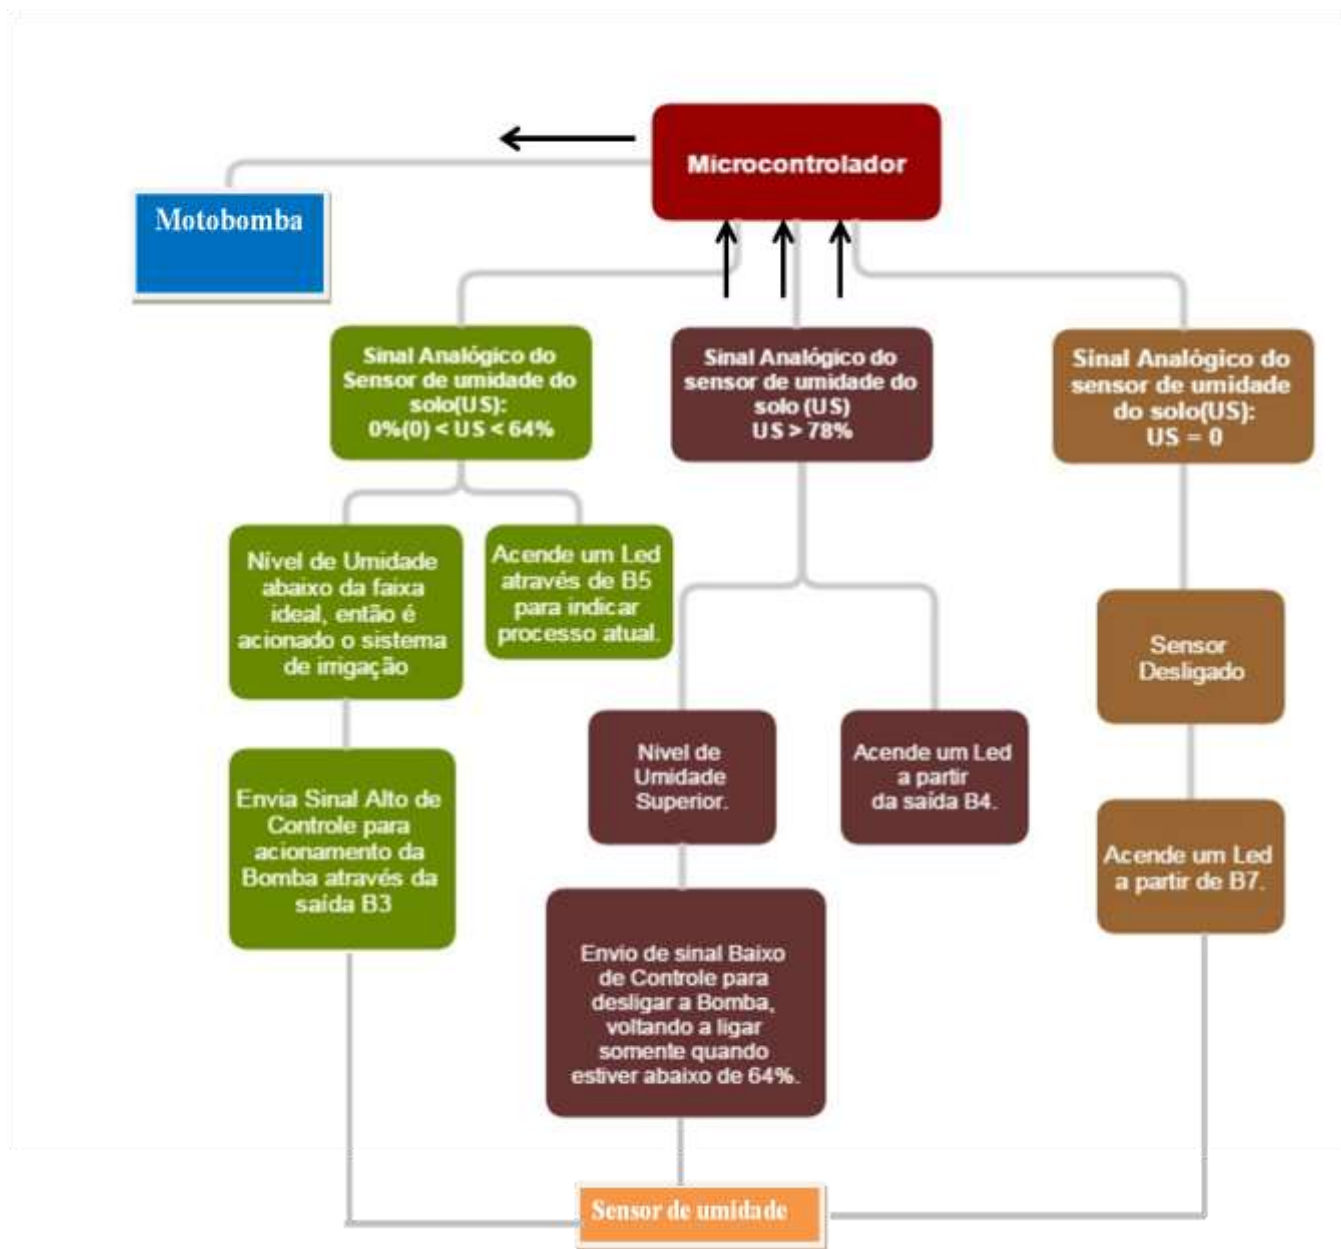 Microcontrolador
Motobomba
Sinal Analógico do
Sensor de umidade do
solo(US):
0%(0) < US < 64%
Sinal Analógico do
sensor de umidade do
solo (US)
US > 78%
Sinal Analógico do
sensor de umidade
do solo(US):
US = 0
Nível de Umidade
abaixo da faixa
ideal, então é
acionado o sistema
de irrigação
Acende um Led
através de B5
para indicar
processo atual.
Sensor
Desligado
Nivel de
Umidade
Superior.
Acende um Led
a partir
da saída B4.
Envia Sinal Alto de
Controle para
acionamento da
Bomba através da
saída B3
Acende um Led
a partir de B7.
Envio de sinal Baixo
de Controle para
desligar a Bomba,
voltando a ligar
somente quando
estiver abaixo de 64%.
Sensor de umidade